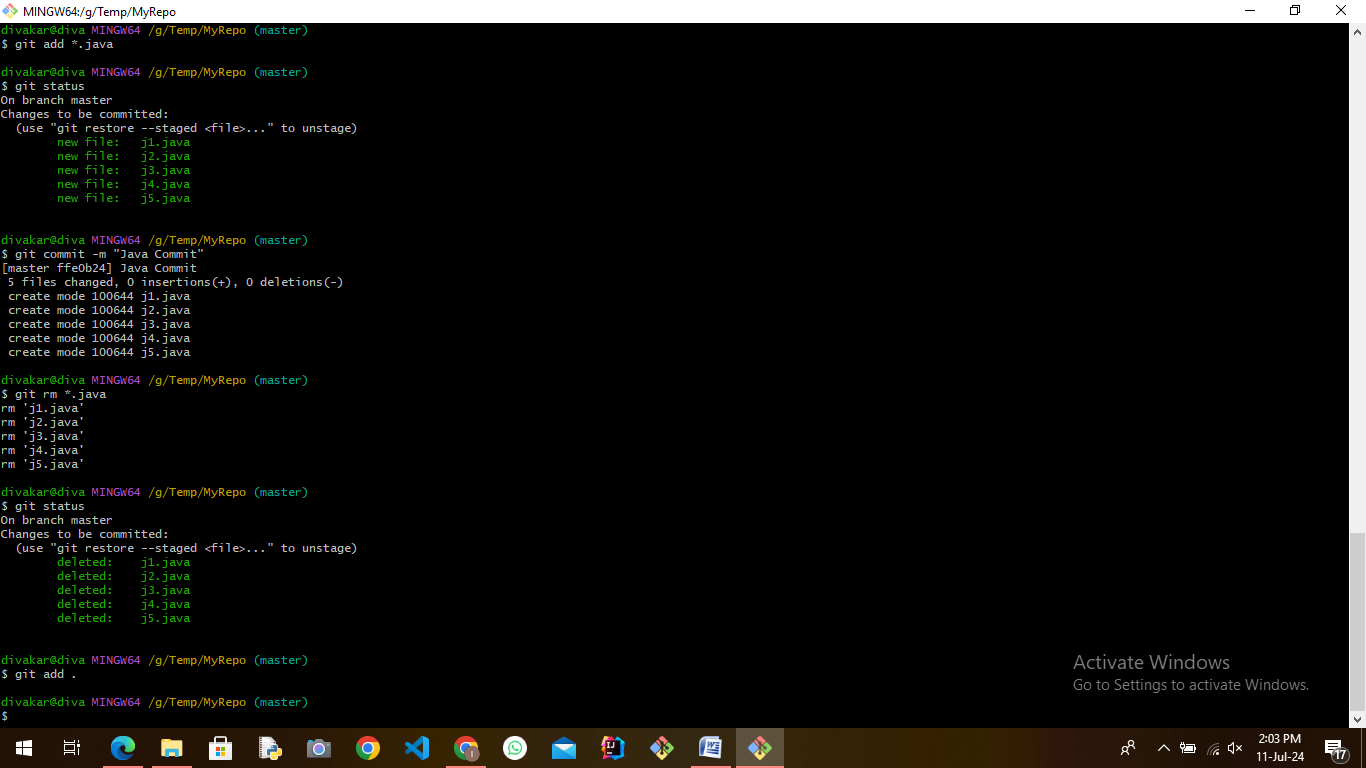 MINGW64:/g/Temp/MyRepo
divakar@diva MINGW64 /g/Temp/MyRepo (master)
$ git add *.java
divakar@diva MINGW64 /g/Temp/MyRepo (master)
$ git status
On branch master
Changes to be committed:
  (use "git restore --staged <file>..." to unstage)
        new file:   j1.java
        new file:   j2.java
        new file:   j3.java
        new file:   j4.java
        new file:   j5.java
divakar@diva MINGW64 /g/Temp/MyRepo (master)
$ git commit -m "Java Commit"
[master ffe0b24] Java Commit
 5 files changed, 0 insertions(+), 0 deletions(-)
 create mode 100644 j1.java
 create mode 100644 j2.java
 create mode 100644 j3.java
 create mode 100644 j4.java
 create mode 100644 j5.java
divakar@diva MINGW64 /g/Temp/MyRepo (master)
$ git rm *.java
rm 'j1.java'
rm 'j2.java'
rm 'j3.java'
rm 'j4.java'
rm 'j5.java'
divakar@diva MINGW64 /g/Temp/MyRepo (master)
$ git status
On branch master
Changes to be committed:
  (use "git restore --staged <file>..." to unstage)
        deleted:    j1.java
        deleted:    j2.java
        deleted:    j3.java
        deleted:    j4.java
        deleted:    j5.java
divakar@diva MINGW64 /g/Temp/MyRepo (master)
$ git add .
divakar@diva MINGW64 /g/Temp/MyRepo (master)
$
Activate Windows
Go to Settings to activate Windows.
2:03 PM
11-Jul-24
17